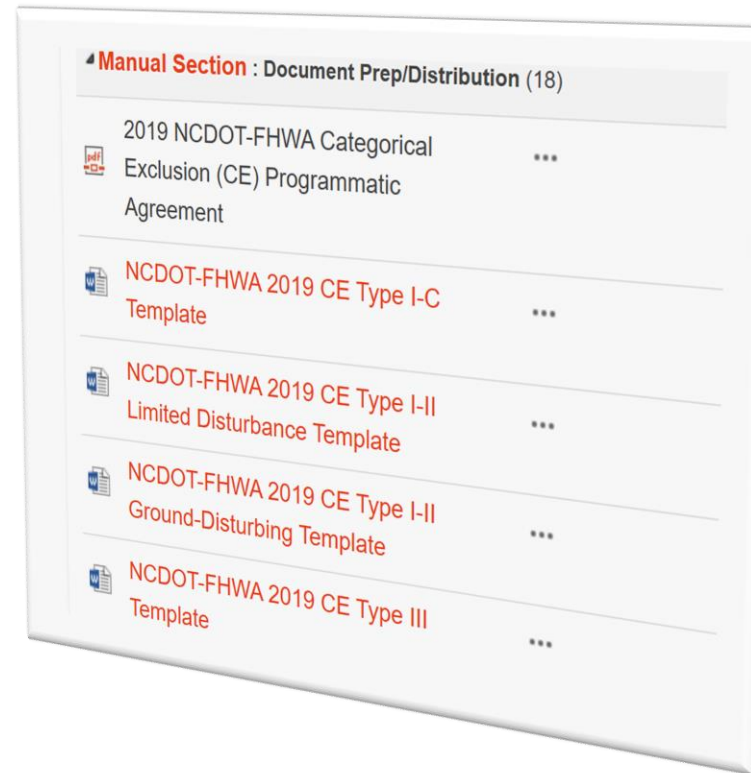 Manual Section : Document Prep/Distribution (18)
pdf
2019 NCDOT-FHWA Categorical
Exclusion (CE) Programmatic
Agreement
NCDOT-FHWA 2019 CE Type I-C
Template
NCDOT-FHWA 2019 CE Type I-II
Limited Disturbance Template
NCDOT-FHWA 2019 CE Type I-II
Ground-Disturbing Template
NCDOT-FHWA 2019 CE Type III
Template